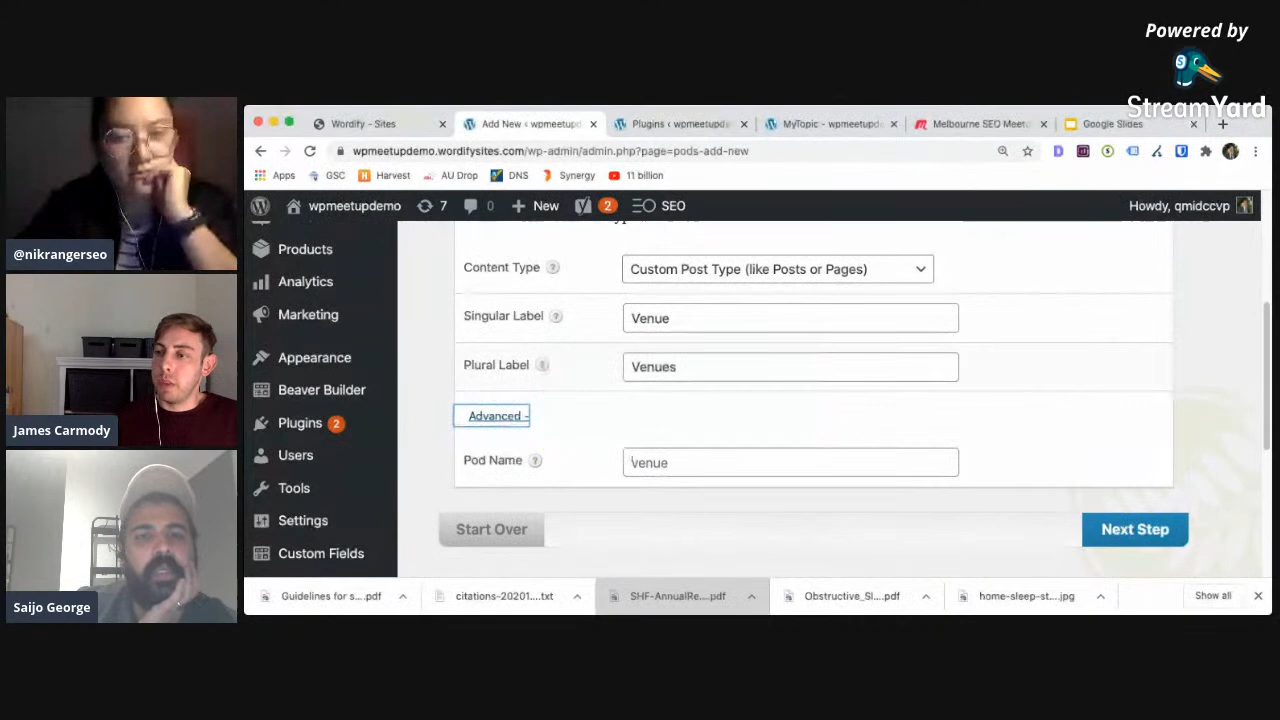 Powered by
StreamYard
@nikrangerseo
James Carmody
Saijo George
Wordify - Sites
Add New ‹ wpmeetupd
Plugins ‹ wpmeetupde
MyTopic - wpmeetupd
Melbourne SEO Meetu
Google Slides
wpmeetupdemo.wordifysites.com/wp-admin/admin.php?page=pods-add-new
Apps
GSC
Harvest
AU Drop
DNS
Synergy
11 billion
wpmeetupdemo
7
0
New
2
SEO
Howdy, qmidccvp
Products
Analytics
Marketing
Appearance
Beaver Builder
Plugins 2
Users
Tools
Settings
Custom Fields
Content Type ?
Custom Post Type (like Posts or Pages)
Singular Label ?
Venue
Plural Label
Venues
Advanced -
Pod Name ?
venue
Start Over
Next Step
Guidelines for s....pdf
citations-20201....txt
SHF-AnnualRe....pdf
Obstructive_Sl....pdf
home-sleep-st....jpg
Show all